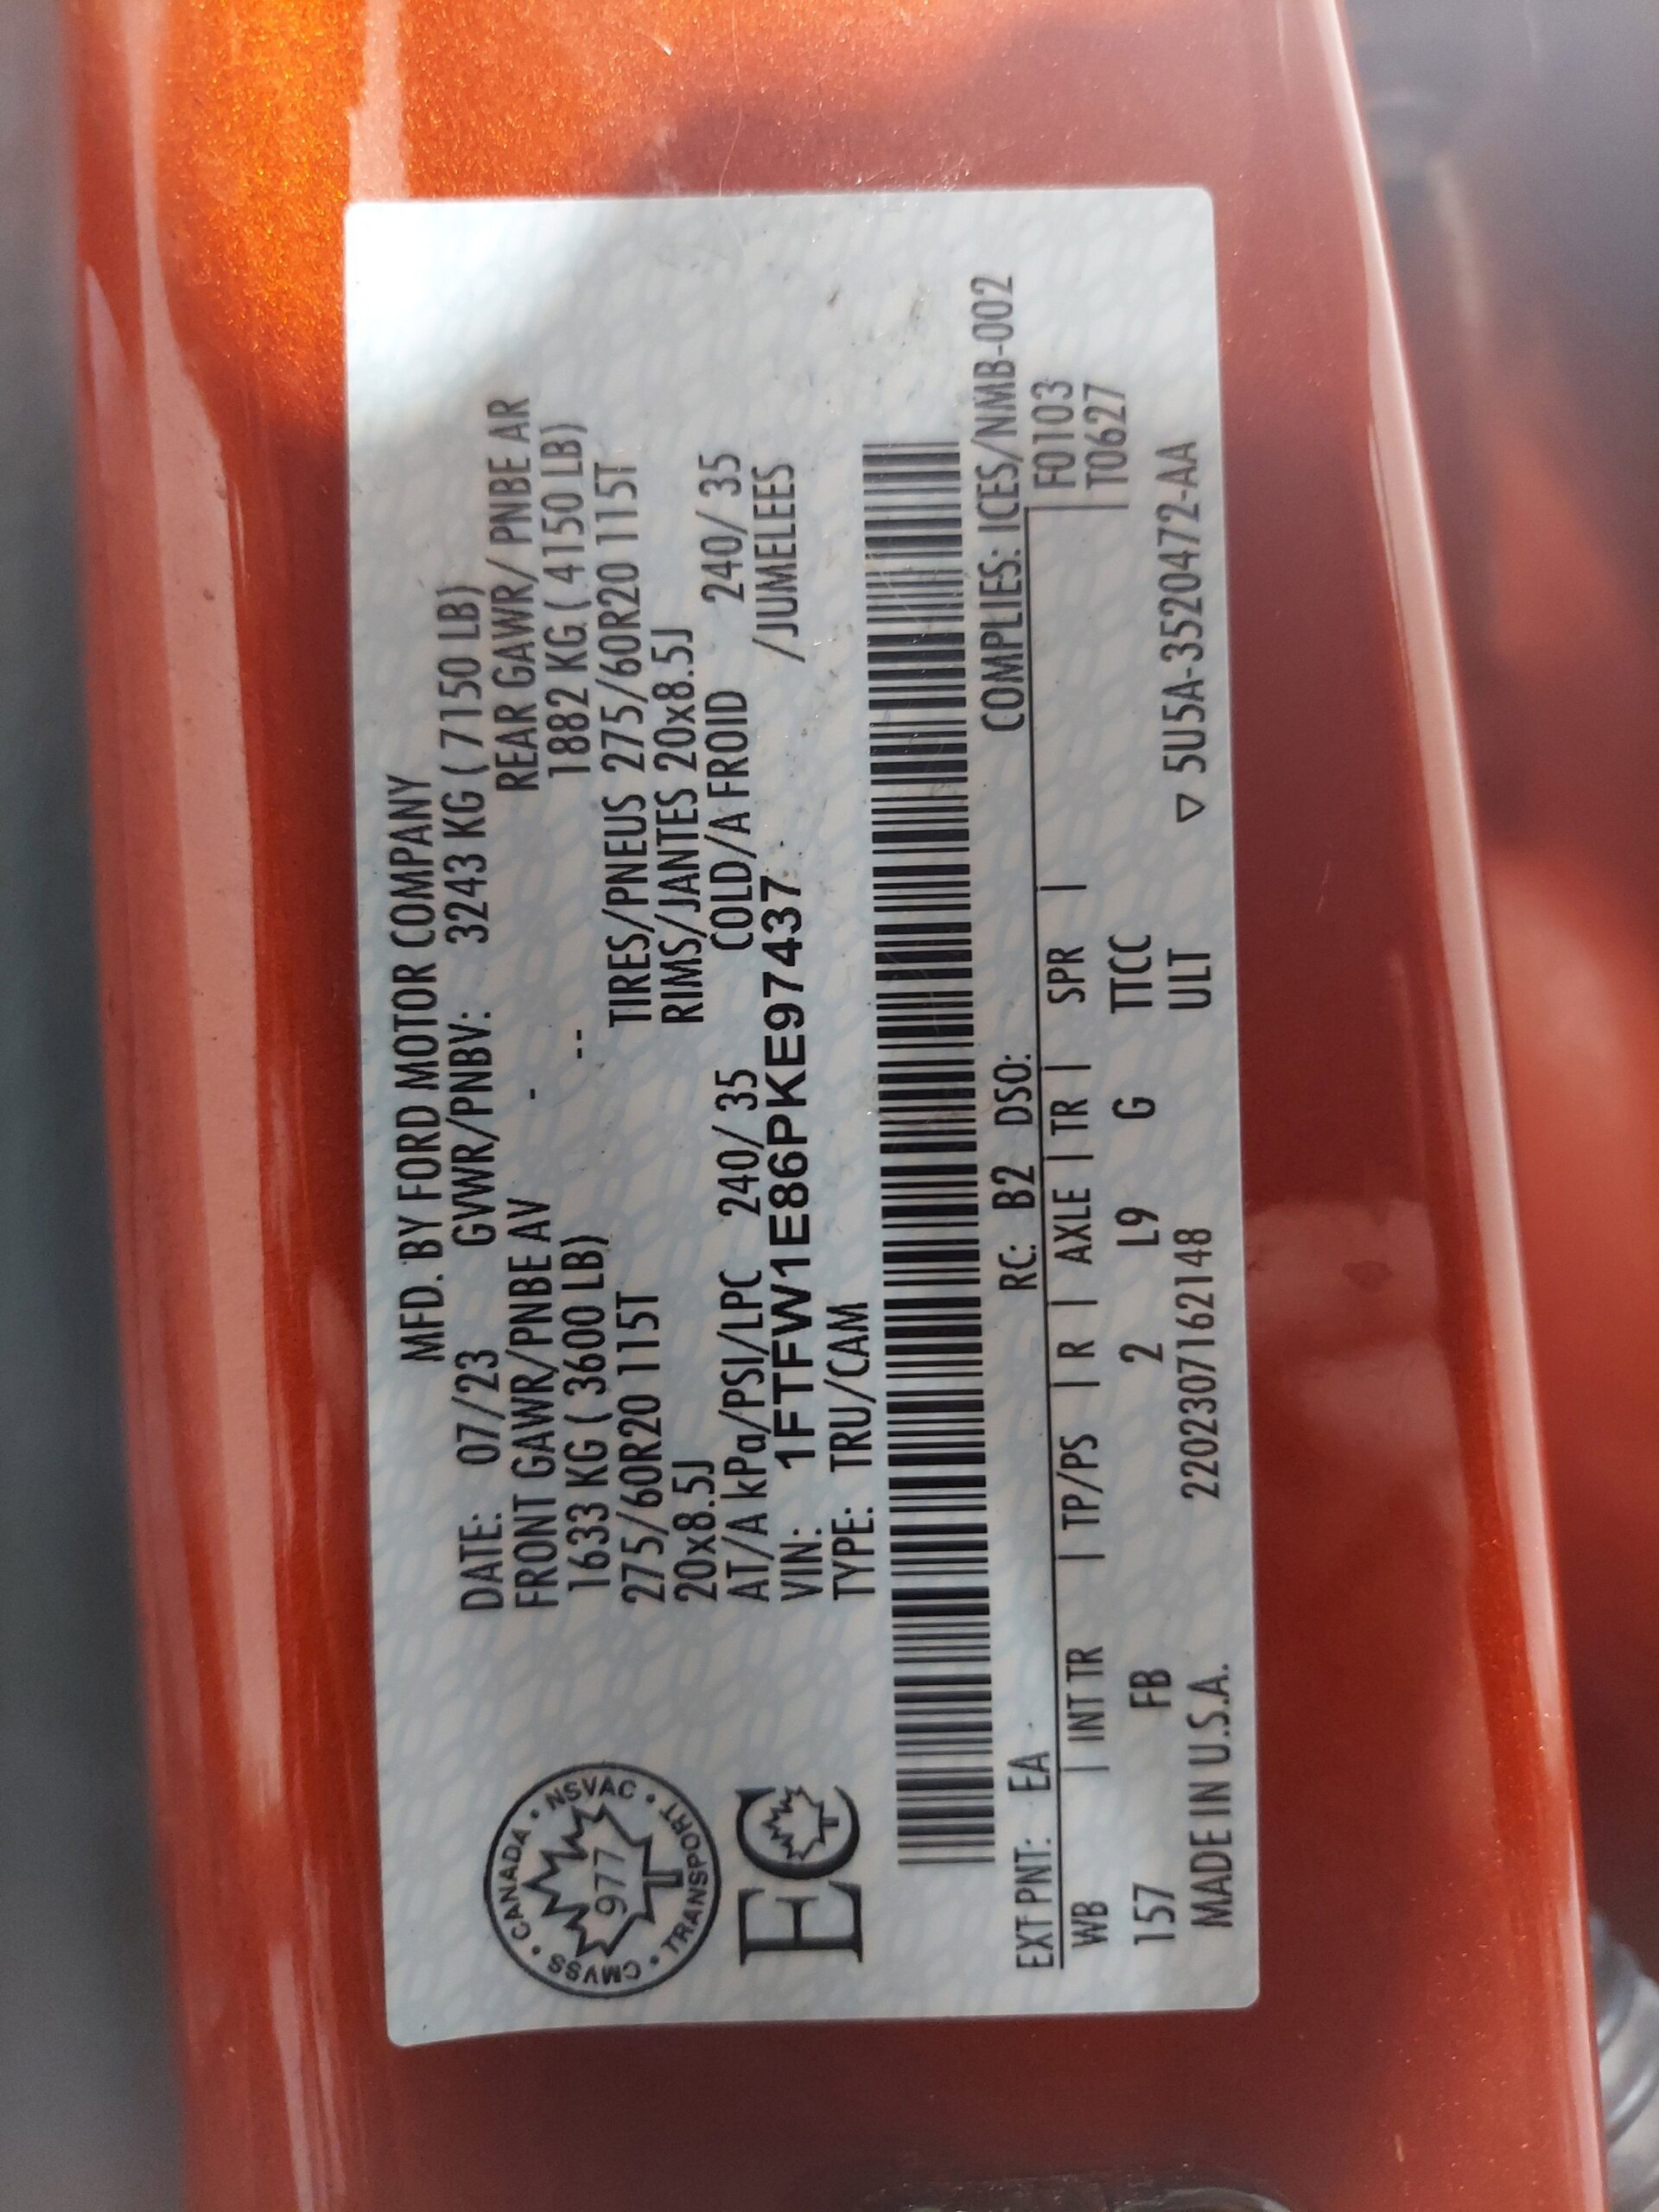 MFD. BY FORD MOTOR COMPANY
DATE: 07/23 GVWR/PNBV: 3243 KG ( 7150 LB)
FRONT GAWR/PNBE AV - REAR GAWR/ PNBE AR
1633 KG ( 3600 LB) -- 1882 KG ( 4150 LB)
275/60R20 115T TIRES/PNEUS 275/60R20 115T
20x8.5J RIMS/JANTES 20x8.5J
AT/A kPa/PSI/LPC 240/ 35 COLD/A FROID 240/ 35
VIN: 1FTFW1E86PKE97437 /JUMELEES
TYPE: TRU/CAM
CMVSS • CANADA • NSVAC • TRANSPORT •
977
EC
COMPLIES: ICES/NMB-002
EXT PNT: EA RC: B2 DSO: F0103
WB | INT TR | TP/PS | R | AXLE | TR | SPR | T0627
157 FB 2 L9 G TTCC
MADE IN U.S.A. 2202307162148 ULT ▽ 5U5A-3520472-AA